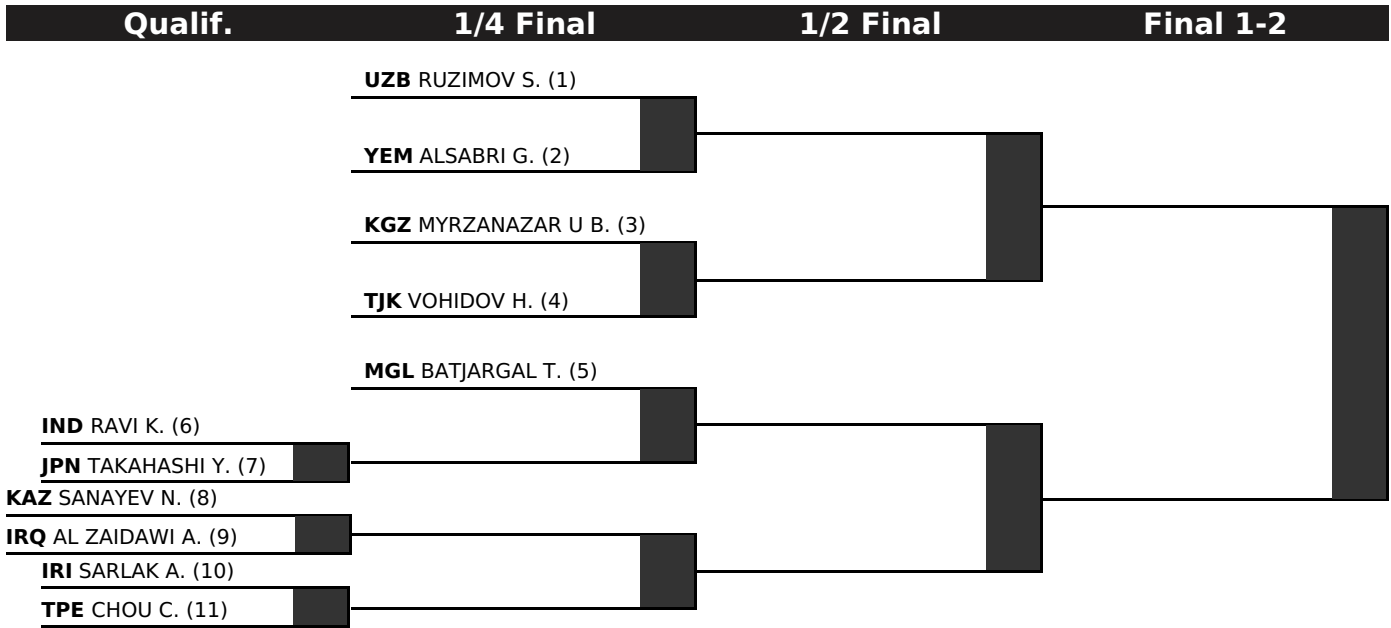 Qualif. 1/4 Final 1/2 Final Final 1-2
UZB RUZIMOV S. (1)
YEM ALSABRI G. (2)
KGZ MYRZANAZAR U B. (3)
TJK VOHIDOV H. (4)
MGL BATJARGAL T. (5)
IND RAVI K. (6)
JPN TAKAHASHI Y. (7)
KAZ SANAYEV N. (8)
IRQ AL ZAIDAWI A. (9)
IRI SARLAK A. (10)
TPE CHOU C. (11)